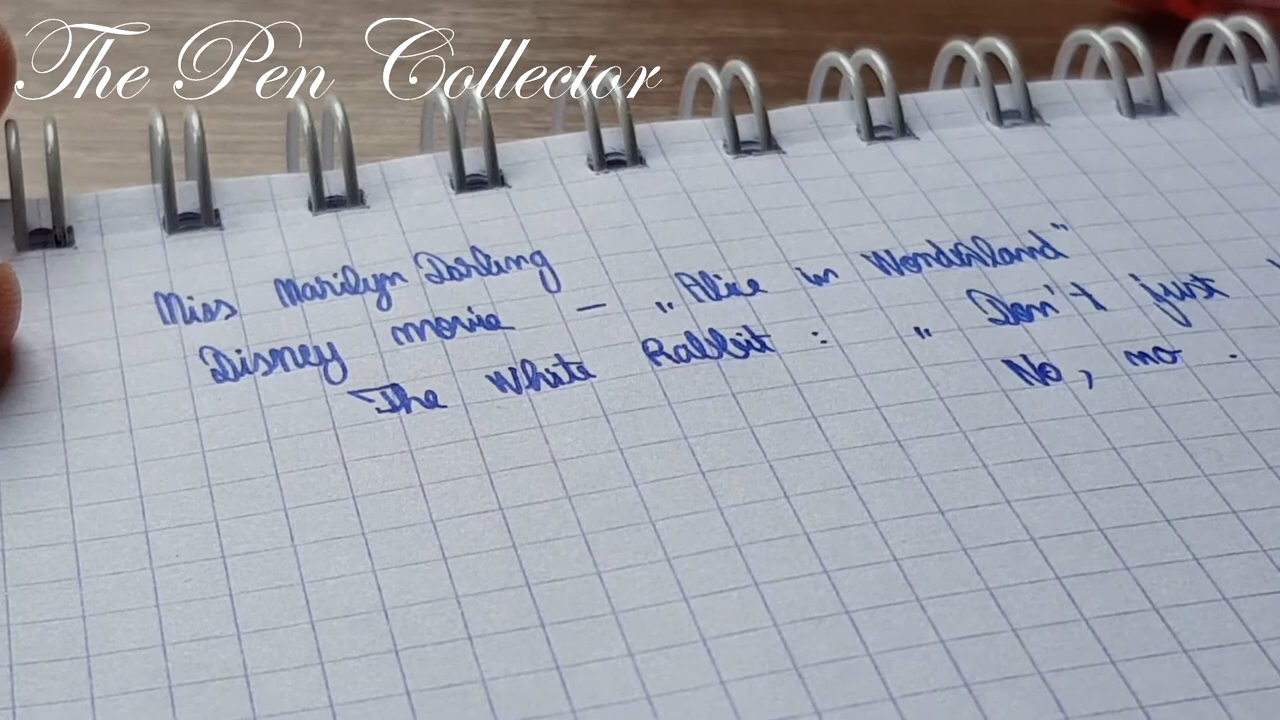 The Pen Collector
Miss Marilyn Darling
Disney movie – „Alice in Wonderland“
The White Rabbit : „ Don't just
No, no .